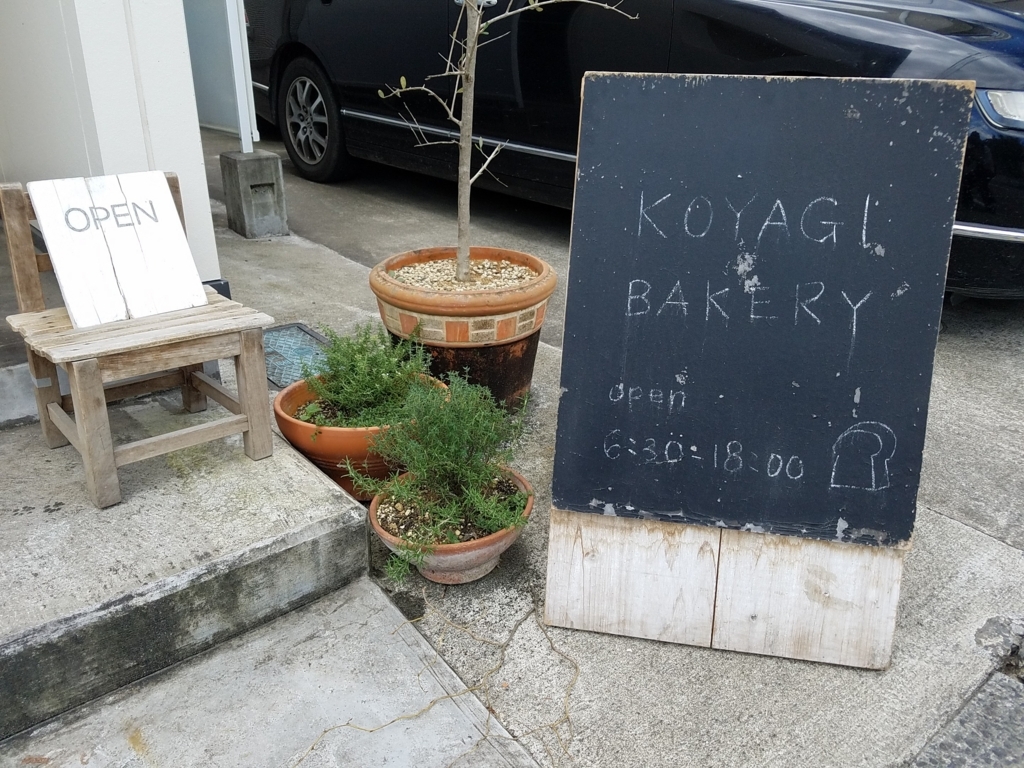 OPEN
KOYAGI
BAKERY
open
6:30-18:00